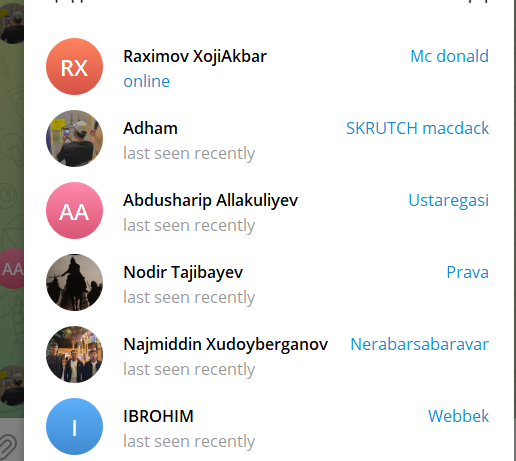 RX
Raximov XojiAkbar
Mc donald
online
Adham
SKRUTCH macdack
last seen recently
AA
Abdusharip Allakuliyev
Ustaregasi
last seen recently
Nodir Tajibayev
Prava
last seen recently
Najmiddin Xudoyberganov
Nerabarsabaravar
last seen recently
I
IBROHIM
Webbek
last seen recently
AA